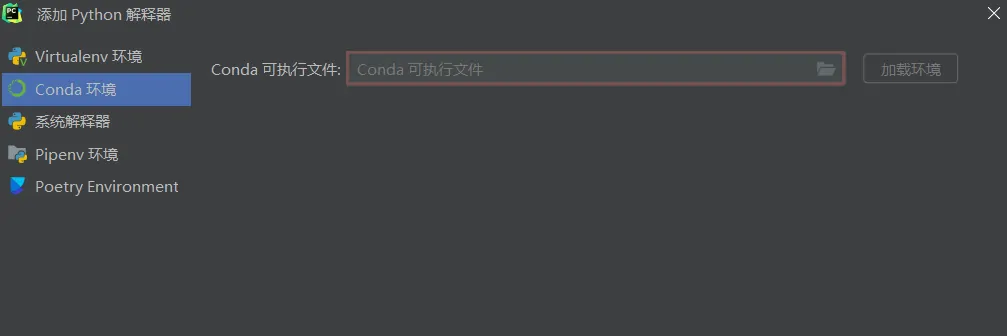 添加 Python 解释器
Virtualenv 环境
Conda 环境
系统解释器
Pipenv 环境
Poetry Environment
Conda 可执行文件: Conda 可执行文件 加载环境